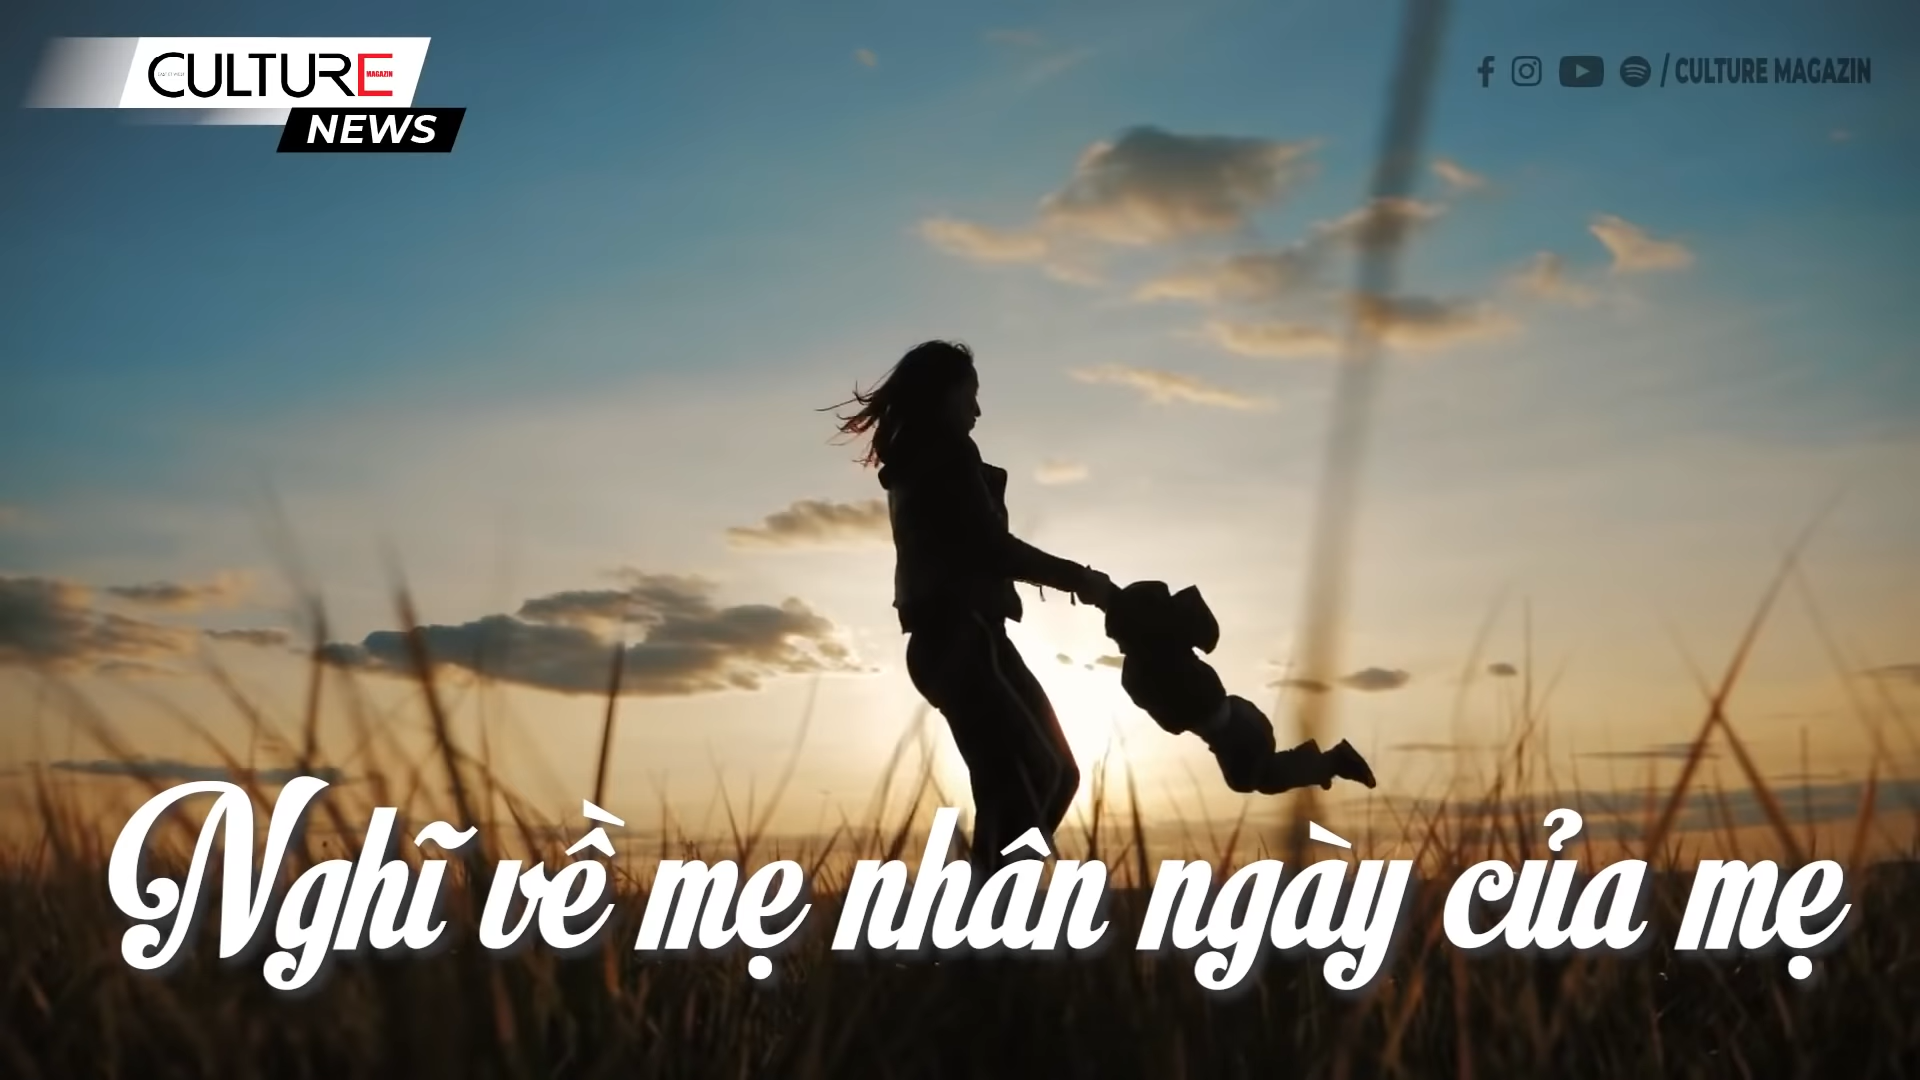 CULTURE
MAGAZIN
NEWS
/ CULTURE MAGAZIN
Nghĩ về mẹ nhân ngày của mẹ